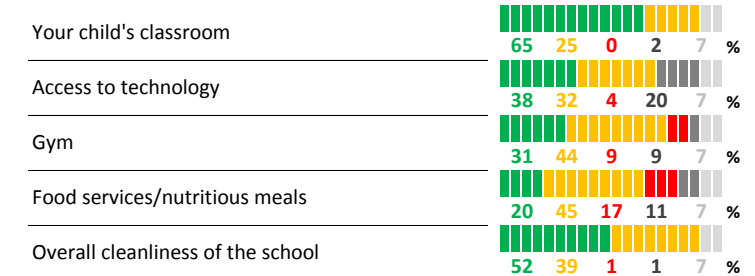 Your child's classroom
65 25 0 2 7 %
Access to technology
38 32 4 20 7 %
Gym
31 44 9 9 7 %
Food services/nutritious meals
20 45 17 11 7 %
Overall cleanliness of the school
52 39 1 1 7 %